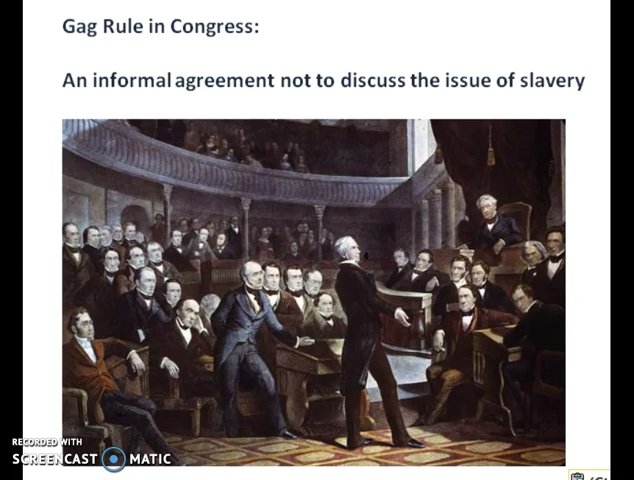 Gag Rule in Congress:
An informal agreement not to discuss the issue of slavery
RECORDED WITH
SCREENCAST MATIC